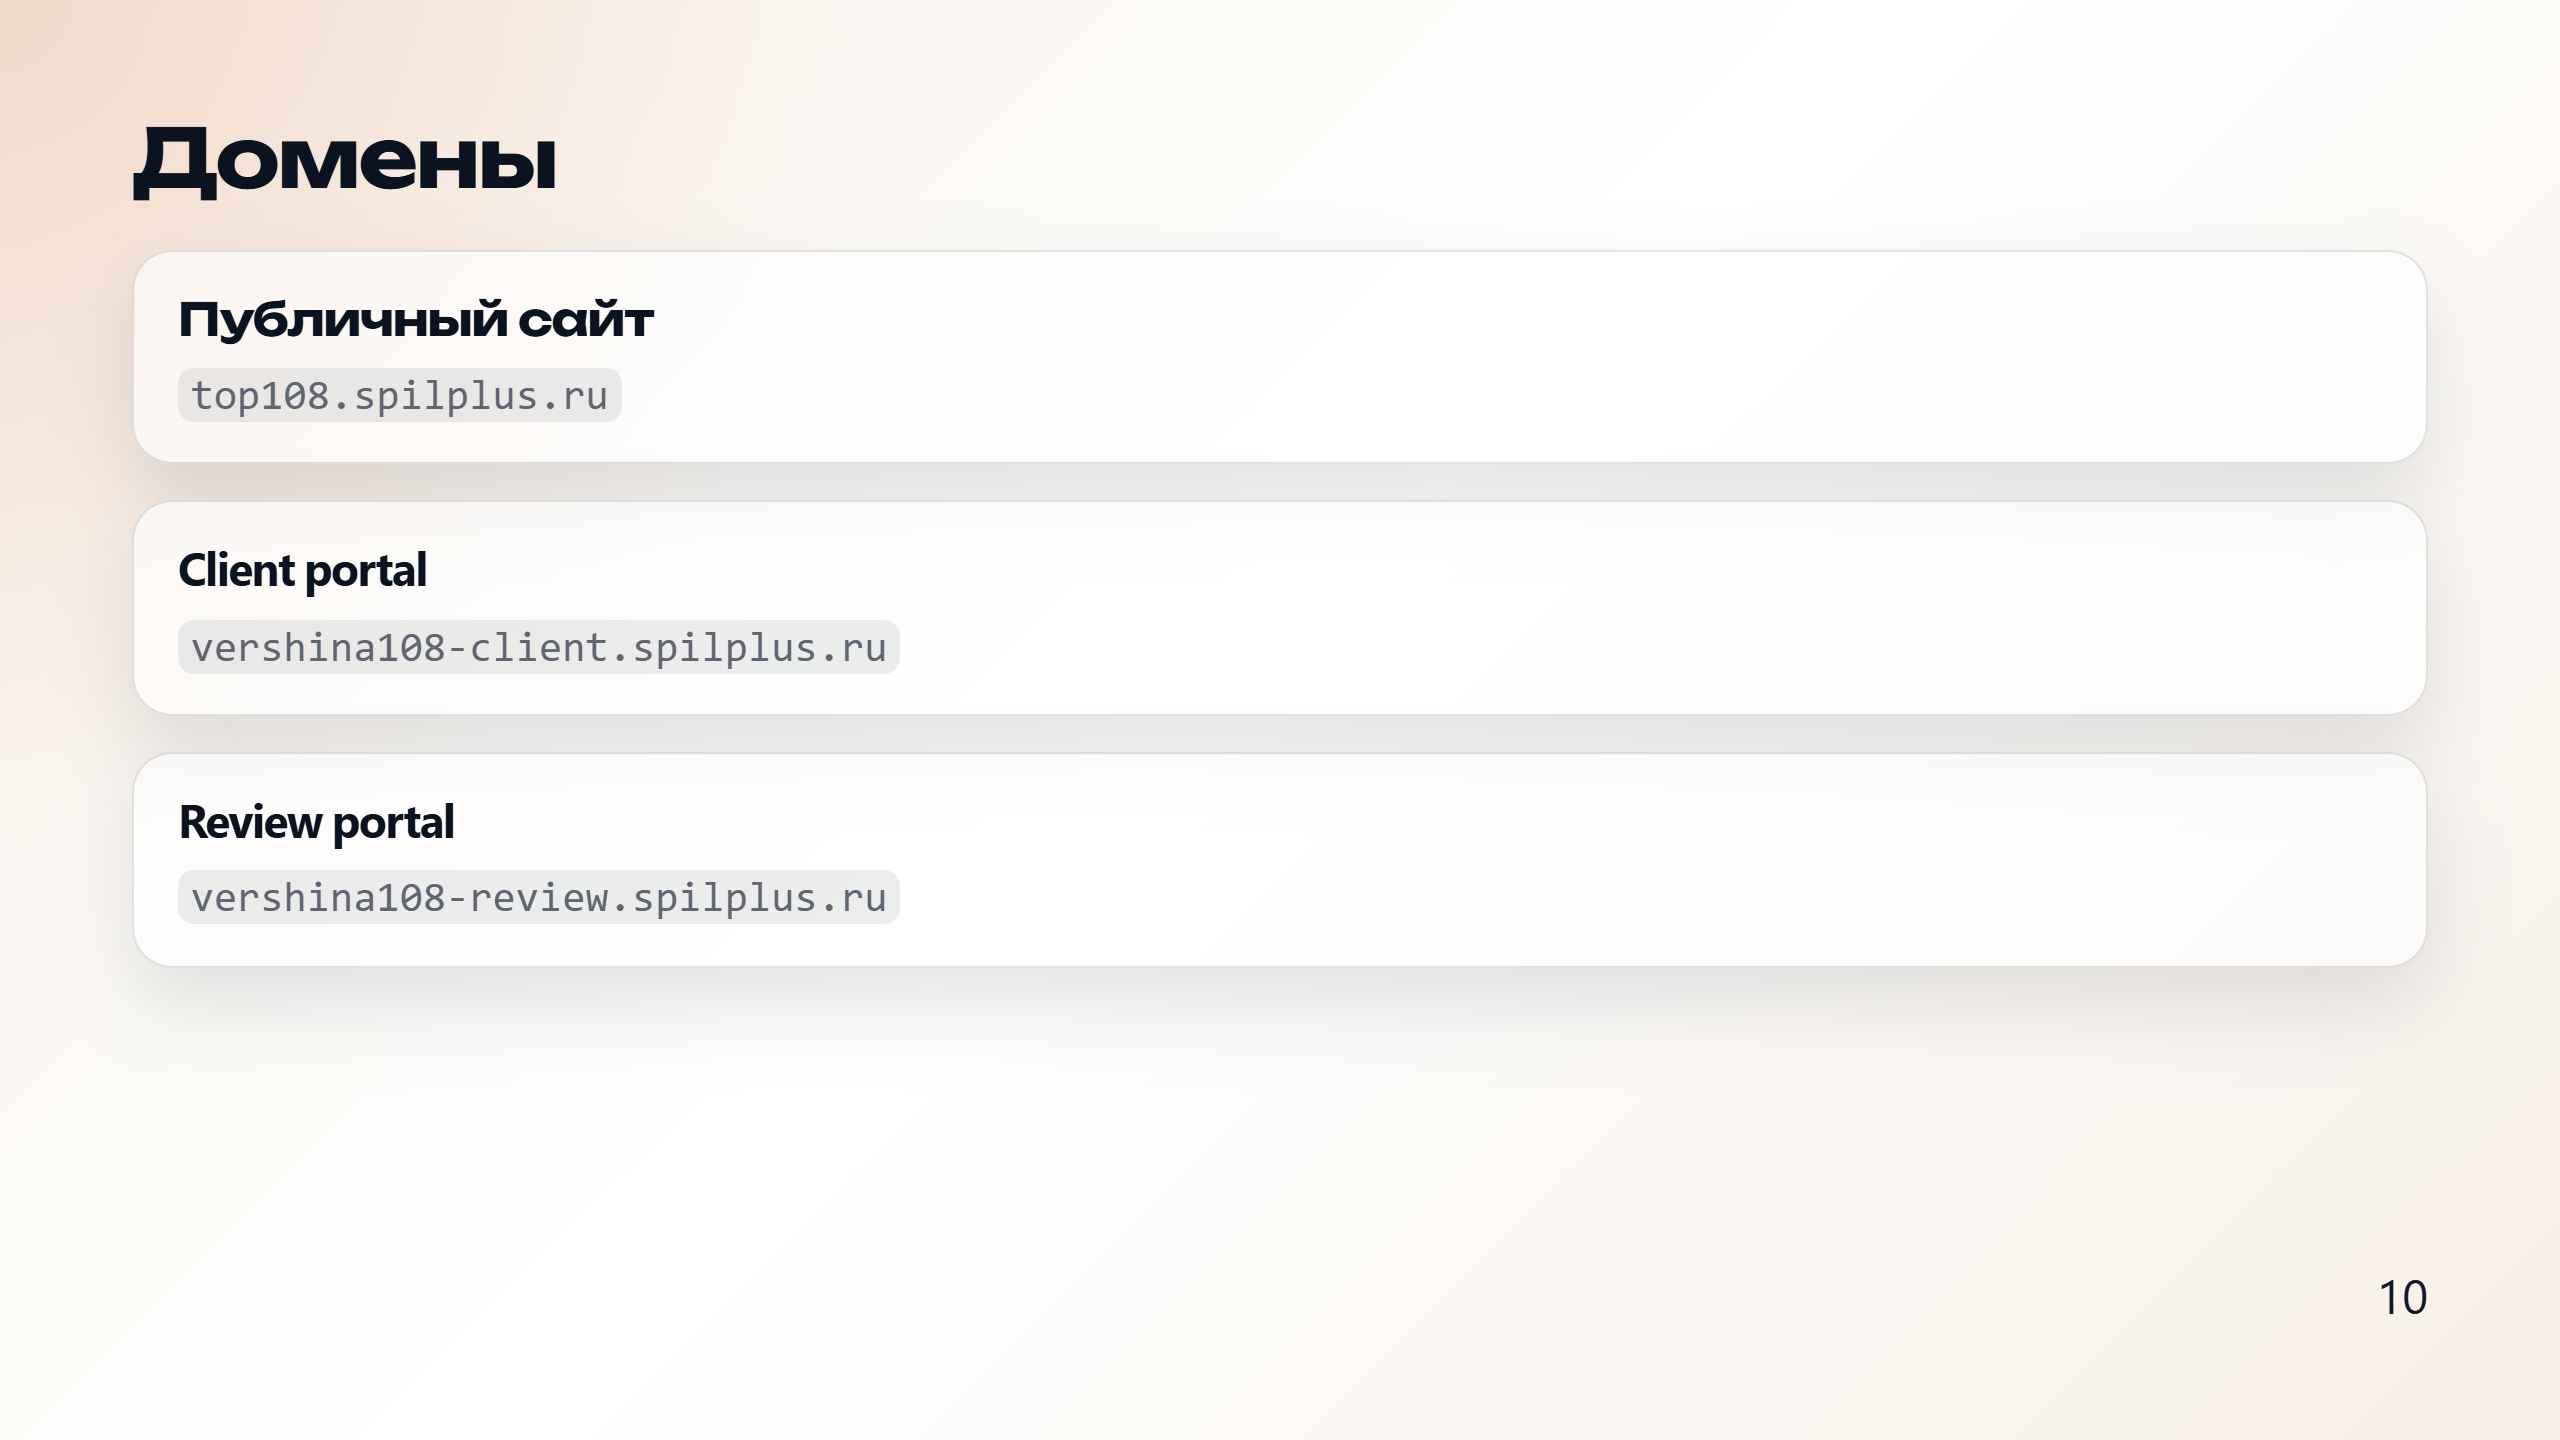 Домены
Публичный сайт
top108.spilplus.ru
Client portal
vershina108-client.spilplus.ru
Review portal
vershina108-review.spilplus.ru
10